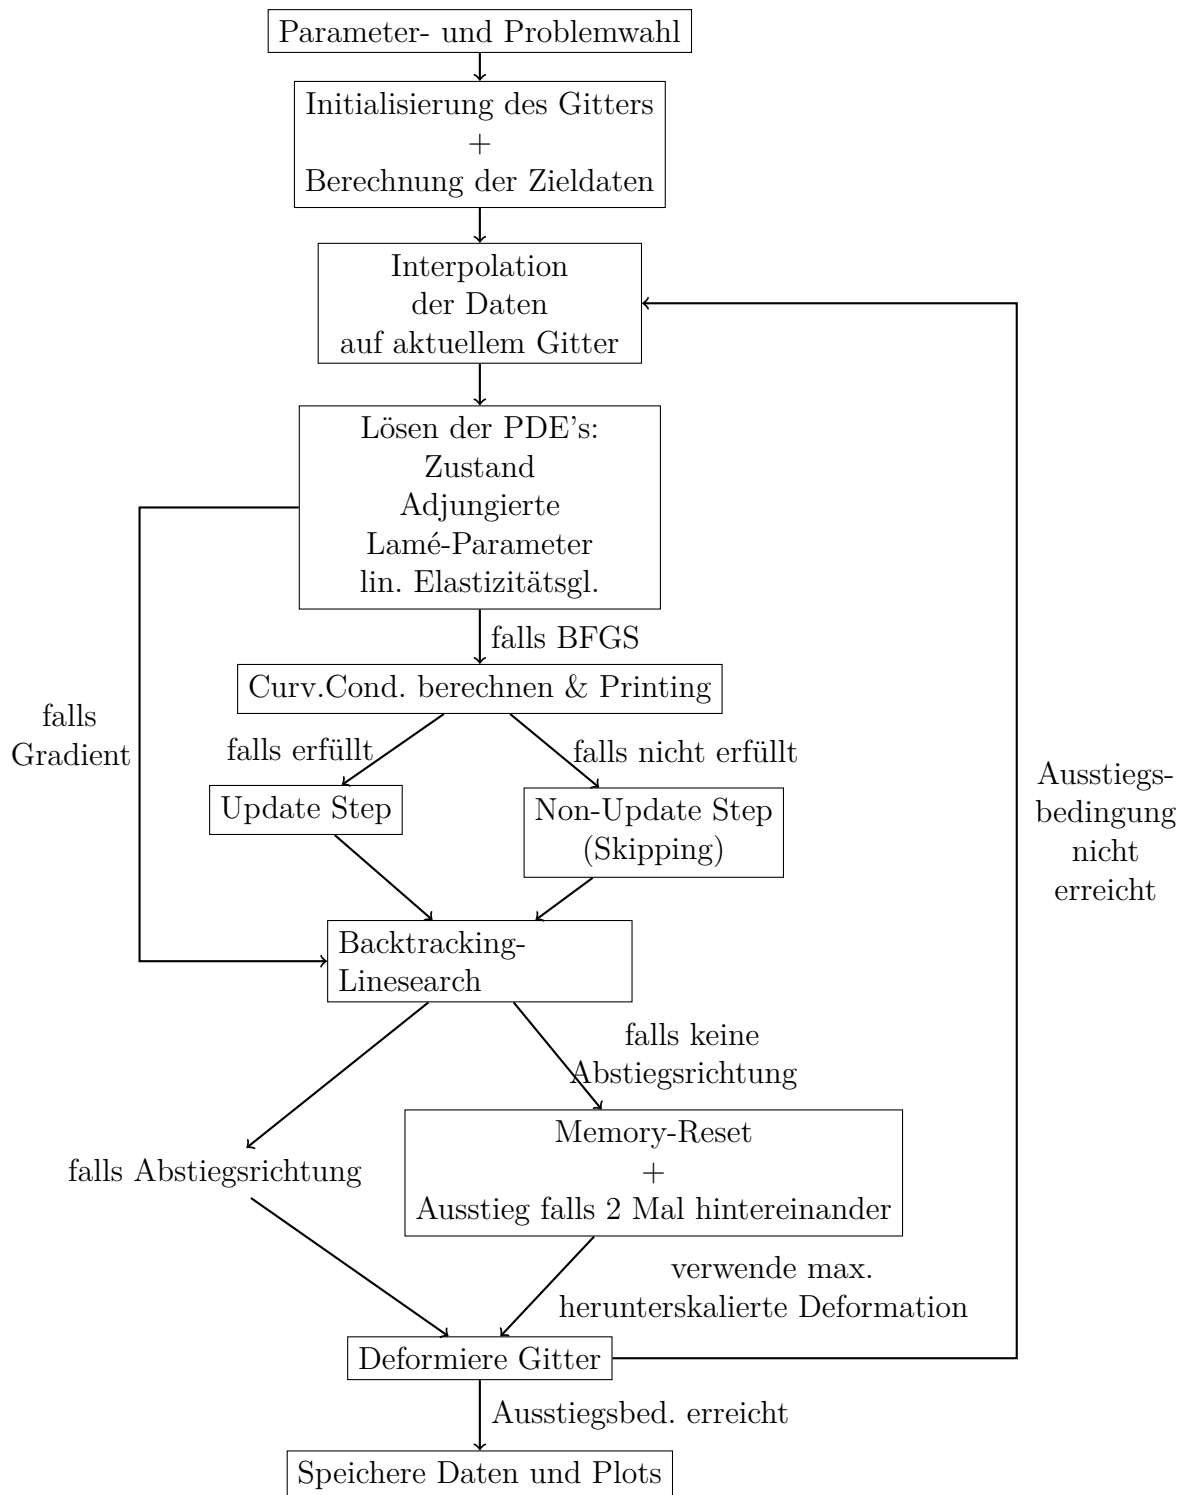 Parameter- und Problemwahl
Initialisierung des Gitters
+
Berechnung der Zieldaten
Interpolation
der Daten
auf aktuellem Gitter
Lösen der PDE's:
Zustand
Adjungierte
Lamé-Parameter
lin. Elastizitätsgl.
falls BFGS
Curv.Cond. berechnen & Printing
falls
Gradient
falls erfüllt
falls nicht erfüllt
Update Step
Non-Update Step
(Skipping)
Ausstiegs-
bedingung
nicht
erreicht
Backtracking-
Linesearch
falls keine
Abstiegsrichtung
falls Abstiegsrichtung
Memory-Reset
+
Ausstieg falls 2 Mal hintereinander
verwende max.
herunterskalierte Deformation
Deformiere Gitter
Ausstiegsbed. erreicht
Speichere Daten und Plots